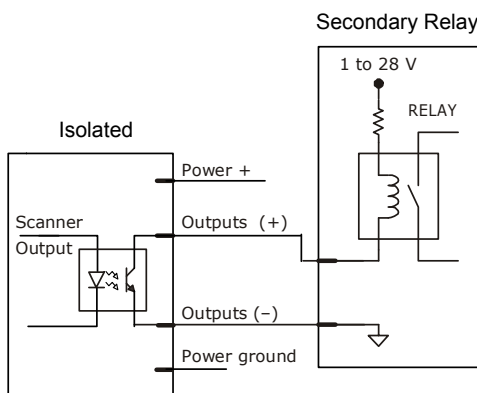 Secondary Relay
1 to 28 V
RELAY
Isolated
Power +
Scanner
Output
Outputs (+)
Outputs (–)
Power ground